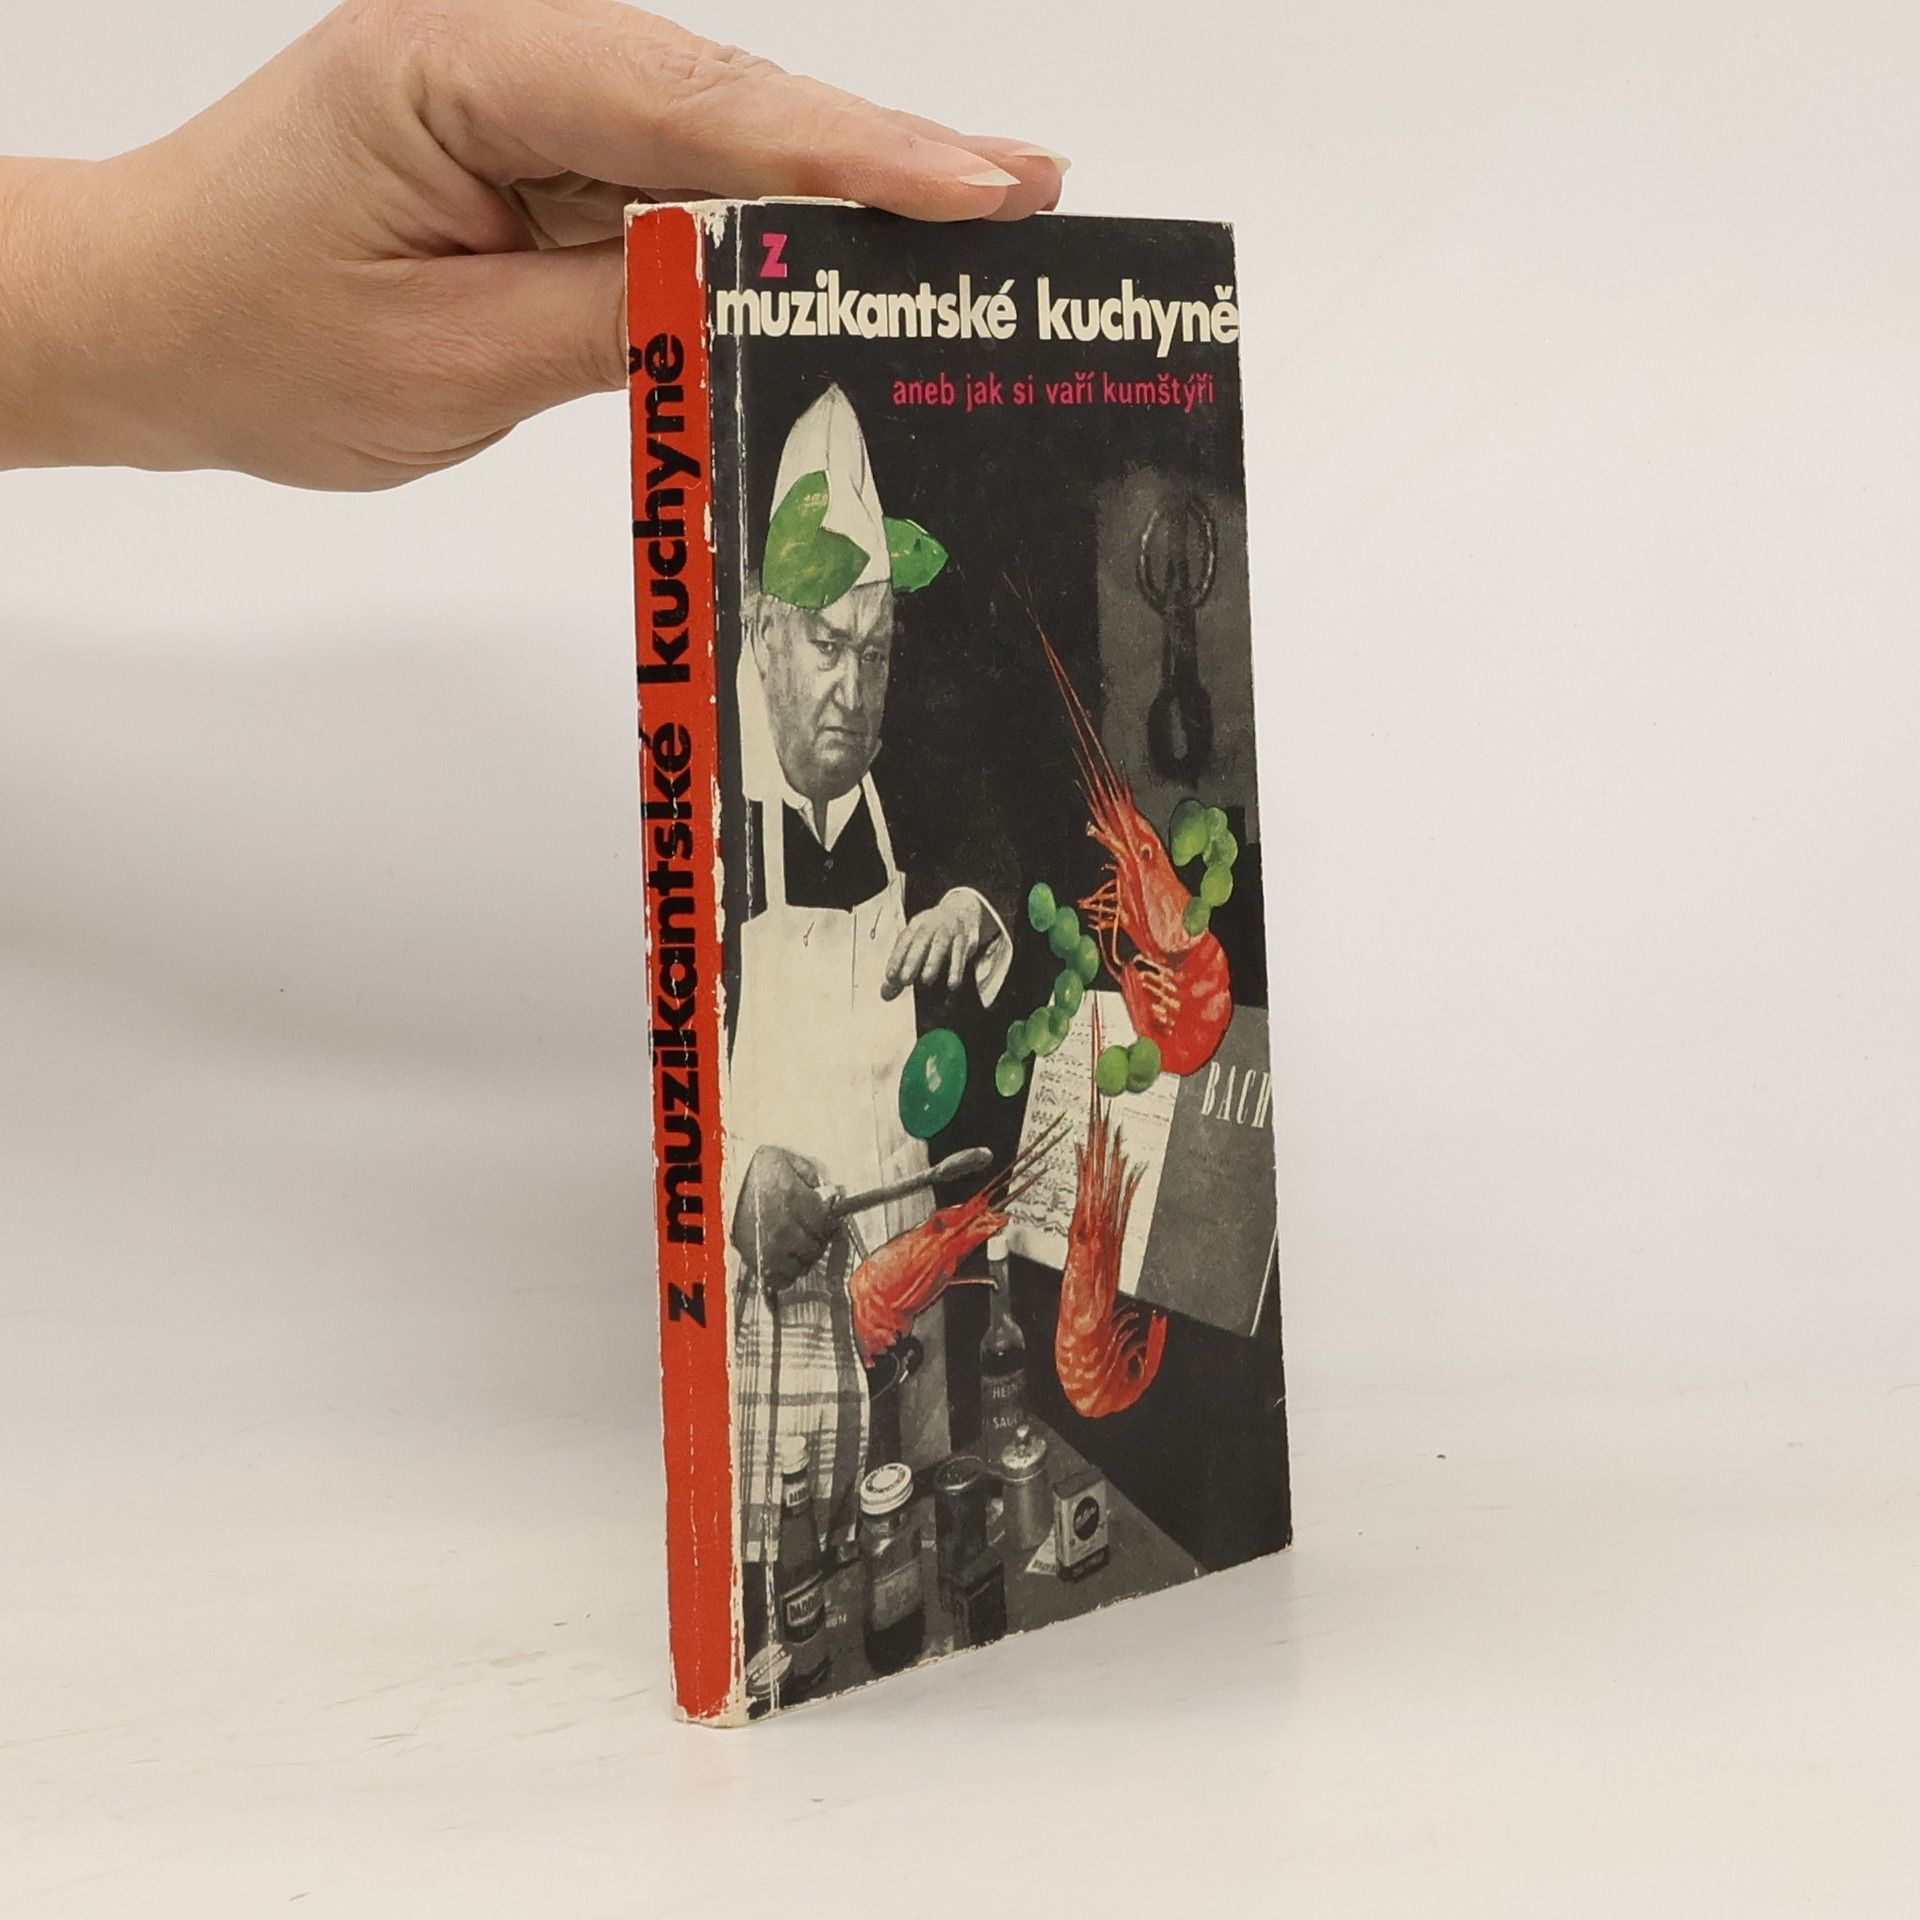 z muzikantské kuchyně
z
muzikantské kuchyně
aneb jak si vaří kumštýři
BACH